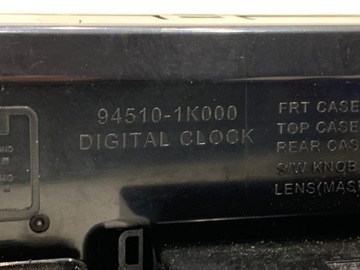 94510-1K000
DIGITAL CLOCK
FRT CASE
TOP CASE
REAR CAS
S/W KNOB
LENS(MAS